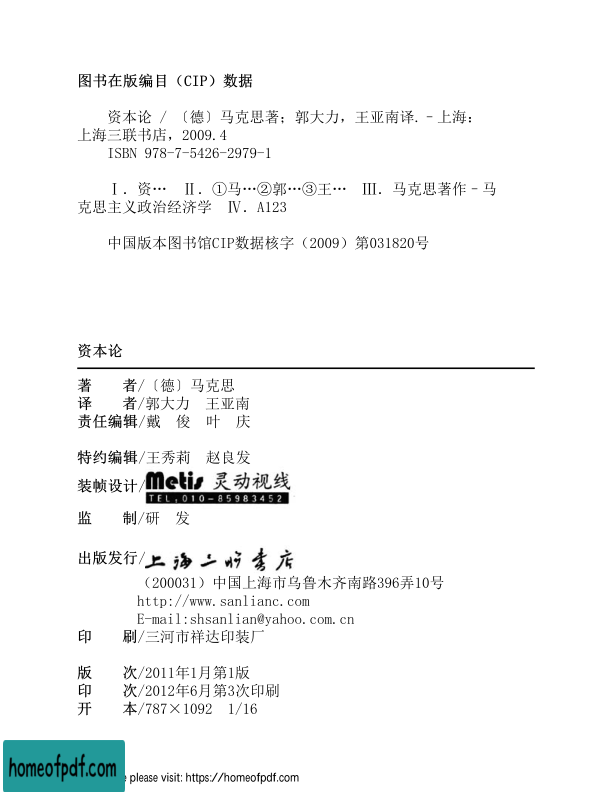 图书在版编目（CIP）数据
资本论 / 〔德〕马克思著；郭大力，王亚南译.－上海：
上海三联书店，2009.4
ISBN 978-7-5426-2979-1
Ⅰ．资… Ⅱ．①马…②郭…③王… Ⅲ．马克思著作－马
克思主义政治经济学 Ⅳ．A123
中国版本图书馆CIP数据核字（2009）第031820号
资本论
著　　者/〔德〕马克思
译　　者/郭大力　王亚南
责任编辑/戴　俊　叶　庆
特约编辑/王秀莉　赵良发
装帧设计/Metis 灵动视线
TEL,010-85983452
监　　制/研　发
出版发行/上海三联书店
（200031）中国上海市乌鲁木齐南路396弄10号
http://www.sanlianc.com
E-mail:shsanlian@yahoo.com.cn
印　　刷/三河市祥达印装厂
版　　次/2011年1月第1版
印　　次/2012年6月第3次印刷
开　　本/787×1092　1/16
homeofpdf.com
please visit: https://homeofpdf.com